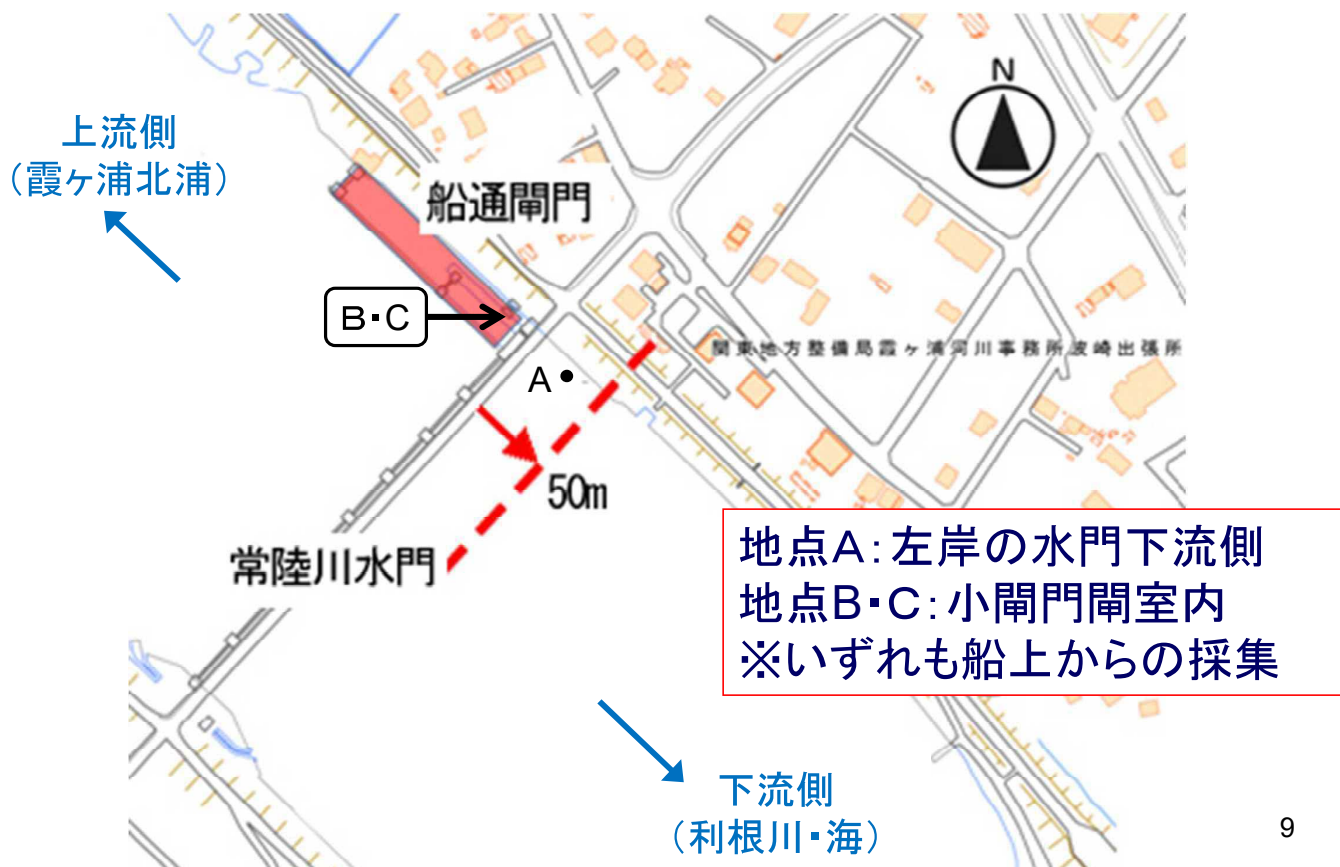 N
上流側
（霞ヶ浦北浦）
船通閘門
B・C
関東地方整備局霞ヶ浦河川事務所波崎出張所
A
50m
常陸川水門
地点A：左岸の水門下流側
地点B・C：小閘門閘室内
※いずれも船上からの採集
下流側
（利根川・海）
9